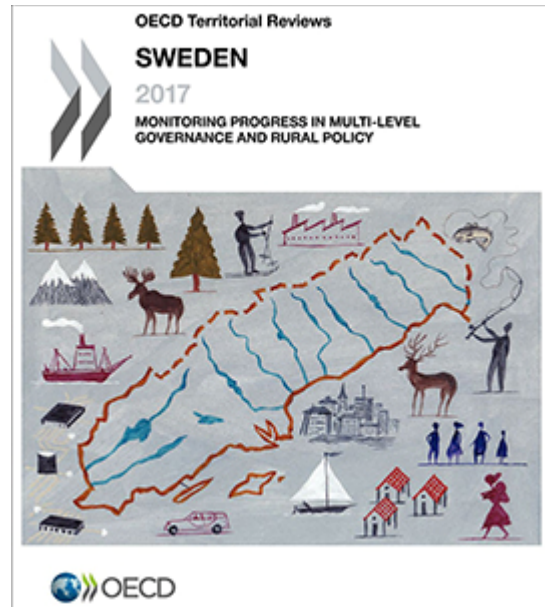 OECD Territorial Reviews
SWEDEN
2017
MONITORING PROGRESS IN MULTI-LEVEL
GOVERNANCE AND RURAL POLICY
OECD